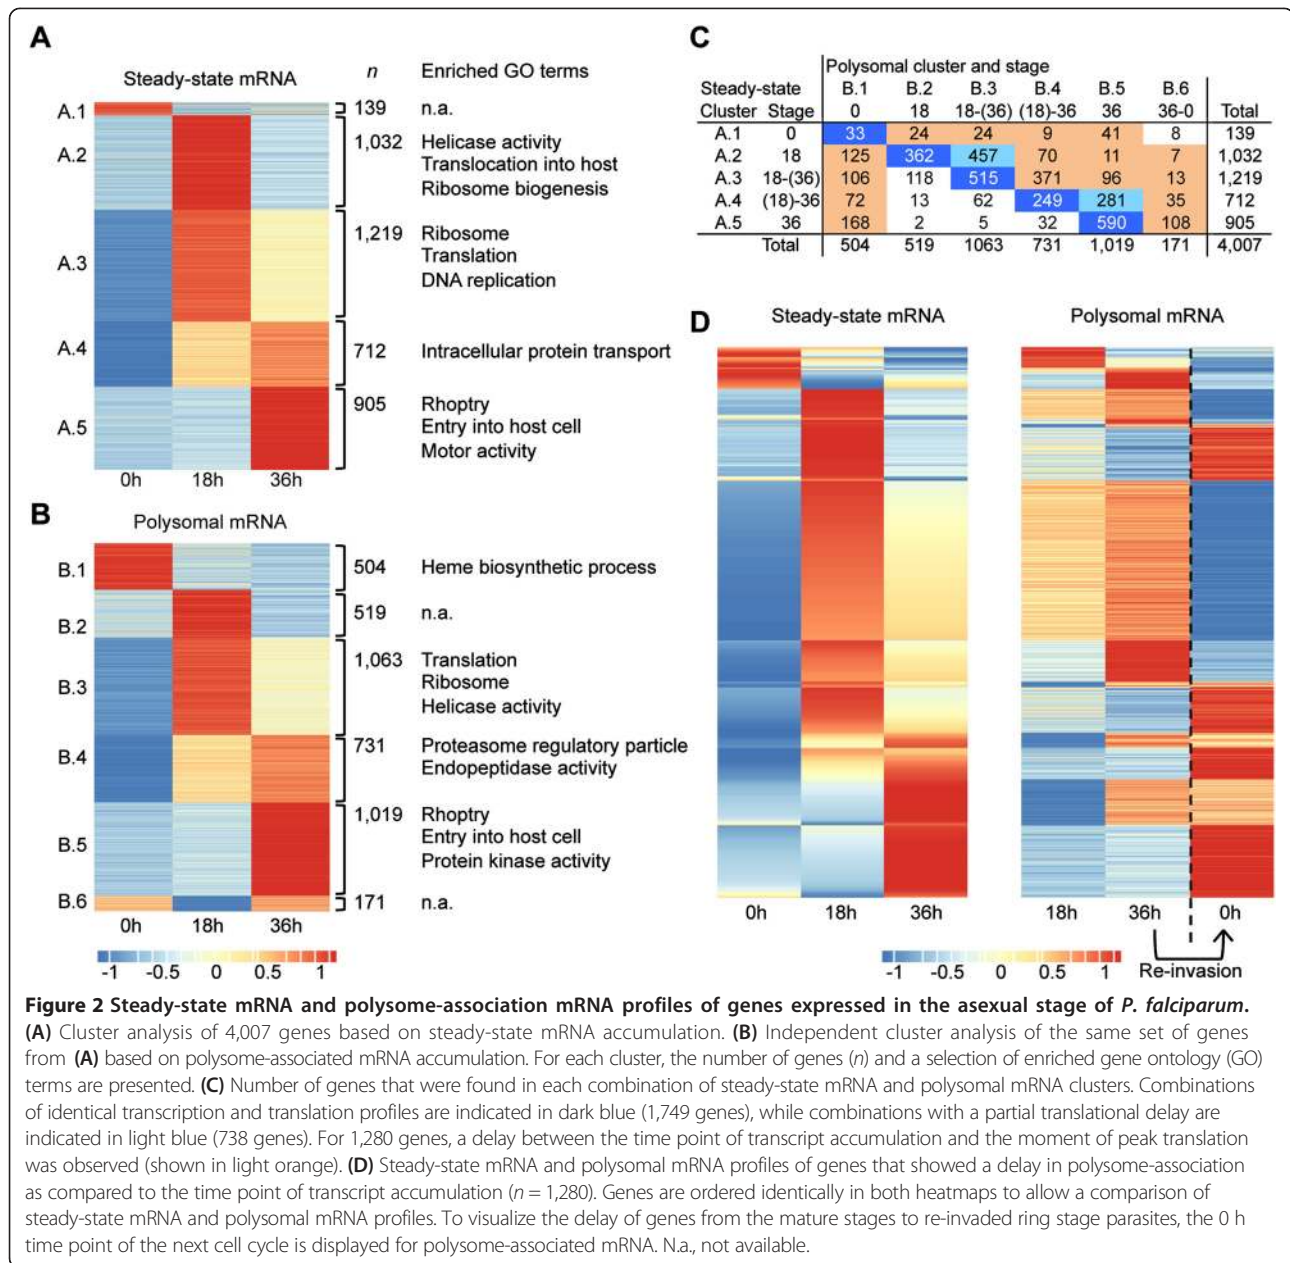 A
Steady-state mRNA
n Enriched GO terms
A.1 139 n.a.
A.2 1,032 Helicase activity
Translocation into host
Ribosome biogenesis
A.3 1,219 Ribosome
Translation
DNA replication
A.4 712 Intracellular protein transport
A.5 905 Rhoptry
Entry into host cell
Motor activity
0h 18h 36h
B
Polysomal mRNA
B.1 504 Heme biosynthetic process
B.2 519 n.a.
B.3 1,063 Translation
Ribosome
Helicase activity
B.4 731 Proteasome regulatory particle
Endopeptidase activity
B.5 1,019 Rhoptry
Entry into host cell
Protein kinase activity
B.6 171 n.a.
0h 18h 36h
-1 -0.5 0 0.5 1
C
Polysomal cluster and stage
Steady-state B.1 B.2 B.3 B.4 B.5 B.6
Cluster Stage 0 18 18-(36) (18)-36 36 36-0 Total
A.1 0 33 24 24 9 41 8 139
A.2 18 125 362 457 70 11 7 1,032
A.3 18-(36) 106 118 515 371 96 13 1,219
A.4 (18)-36 72 13 62 249 281 35 712
A.5 36 168 2 5 32 590 108 905
Total 504 519 1063 731 1,019 171 4,007
D
Steady-state mRNA Polysomal mRNA
0h 18h 36h 18h 36h 0h
-1 -0.5 0 0.5 1
Re-invasion
Figure 2 Steady-state mRNA and polysome-association mRNA profiles of genes expressed in the asexual stage of P. falciparum.
(A) Cluster analysis of 4,007 genes based on steady-state mRNA accumulation. (B) Independent cluster analysis of the same set of genes
from (A) based on polysome-associated mRNA accumulation. For each cluster, the number of genes (n) and a selection of enriched gene ontology (GO)
terms are presented. (C) Number of genes that were found in each combination of steady-state mRNA and polysomal mRNA clusters. Combinations
of identical transcription and translation profiles are indicated in dark blue (1,749 genes), while combinations with a partial translational delay are
indicated in light blue (738 genes). For 1,280 genes, a delay between the time point of transcript accumulation and the moment of peak translation
was observed (shown in light orange). (D) Steady-state mRNA and polysomal mRNA profiles of genes that showed a delay in polysome-association
as compared to the time point of transcript accumulation (n = 1,280). Genes are ordered identically in both heatmaps to allow a comparison of
steady-state mRNA and polysomal mRNA profiles. To visualize the delay of genes from the mature stages to re-invaded ring stage parasites, the 0 h
time point of the next cell cycle is displayed for polysome-associated mRNA. N.a., not available.